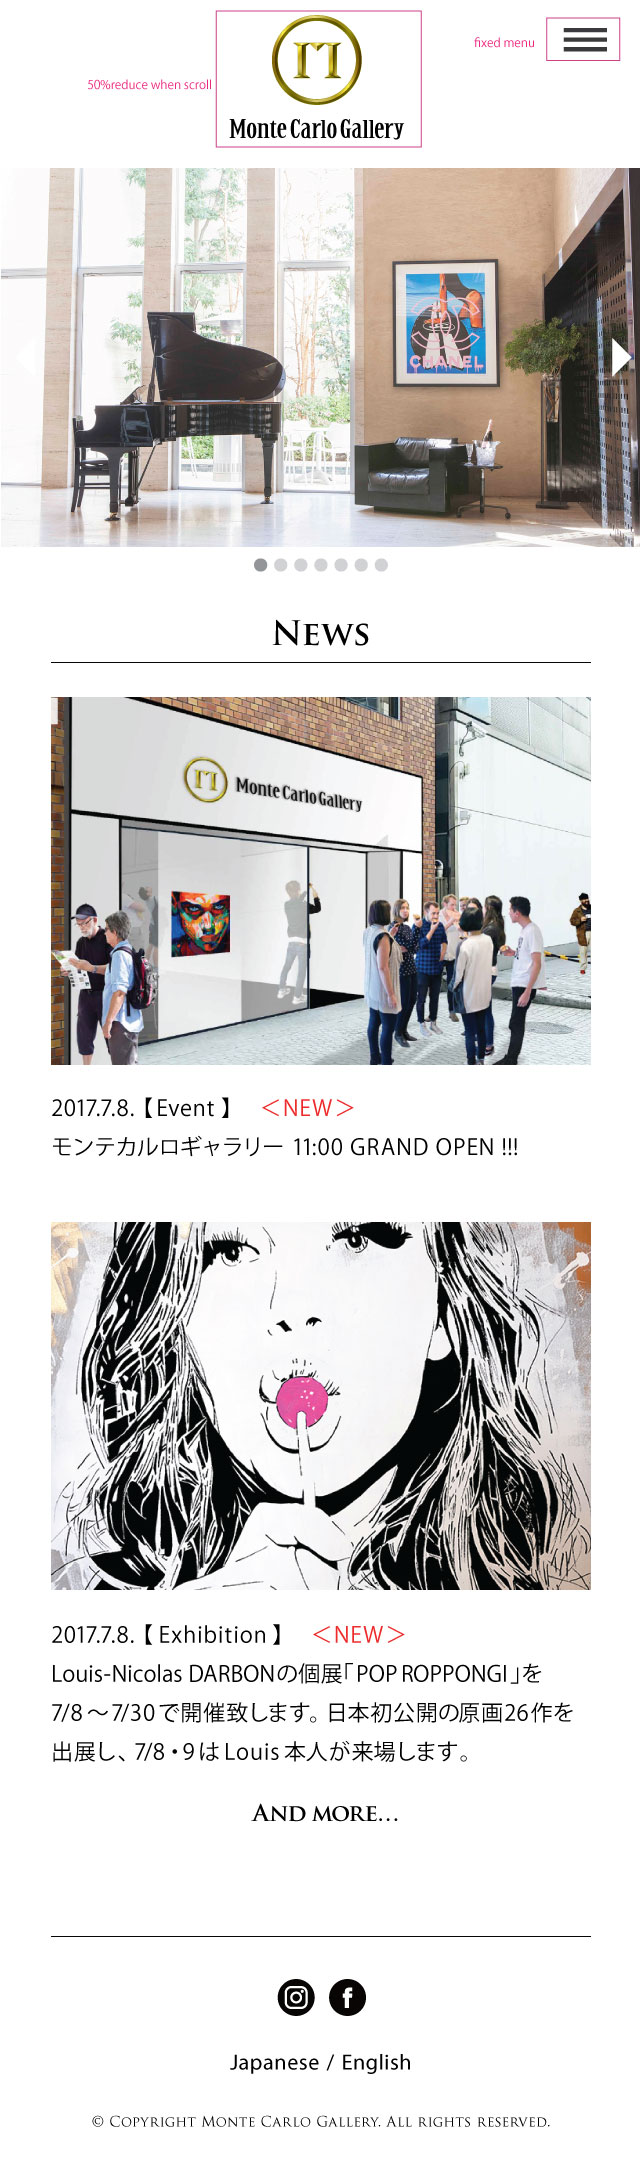 fixed menu
50%reduce when scroll
Monte Carlo Gallery
CHANEL
News
Monte Carlo Gallery
2017.7.8.【 Event 】 ＜NEW＞
モンテカルロギャラリー 11:00 GRAND OPEN !!!
2017.7.8.【 Exhibition 】 ＜NEW＞
Louis-Nicolas DARBONの個展「POP ROPPONGI」を
7/8～7/30で開催致します。日本初公開の原画26作を
出展し、7/8・9はLouis本人が来場します。
And more…
Japanese / English
© Copyright Monte Carlo Gallery. All rights reserved.